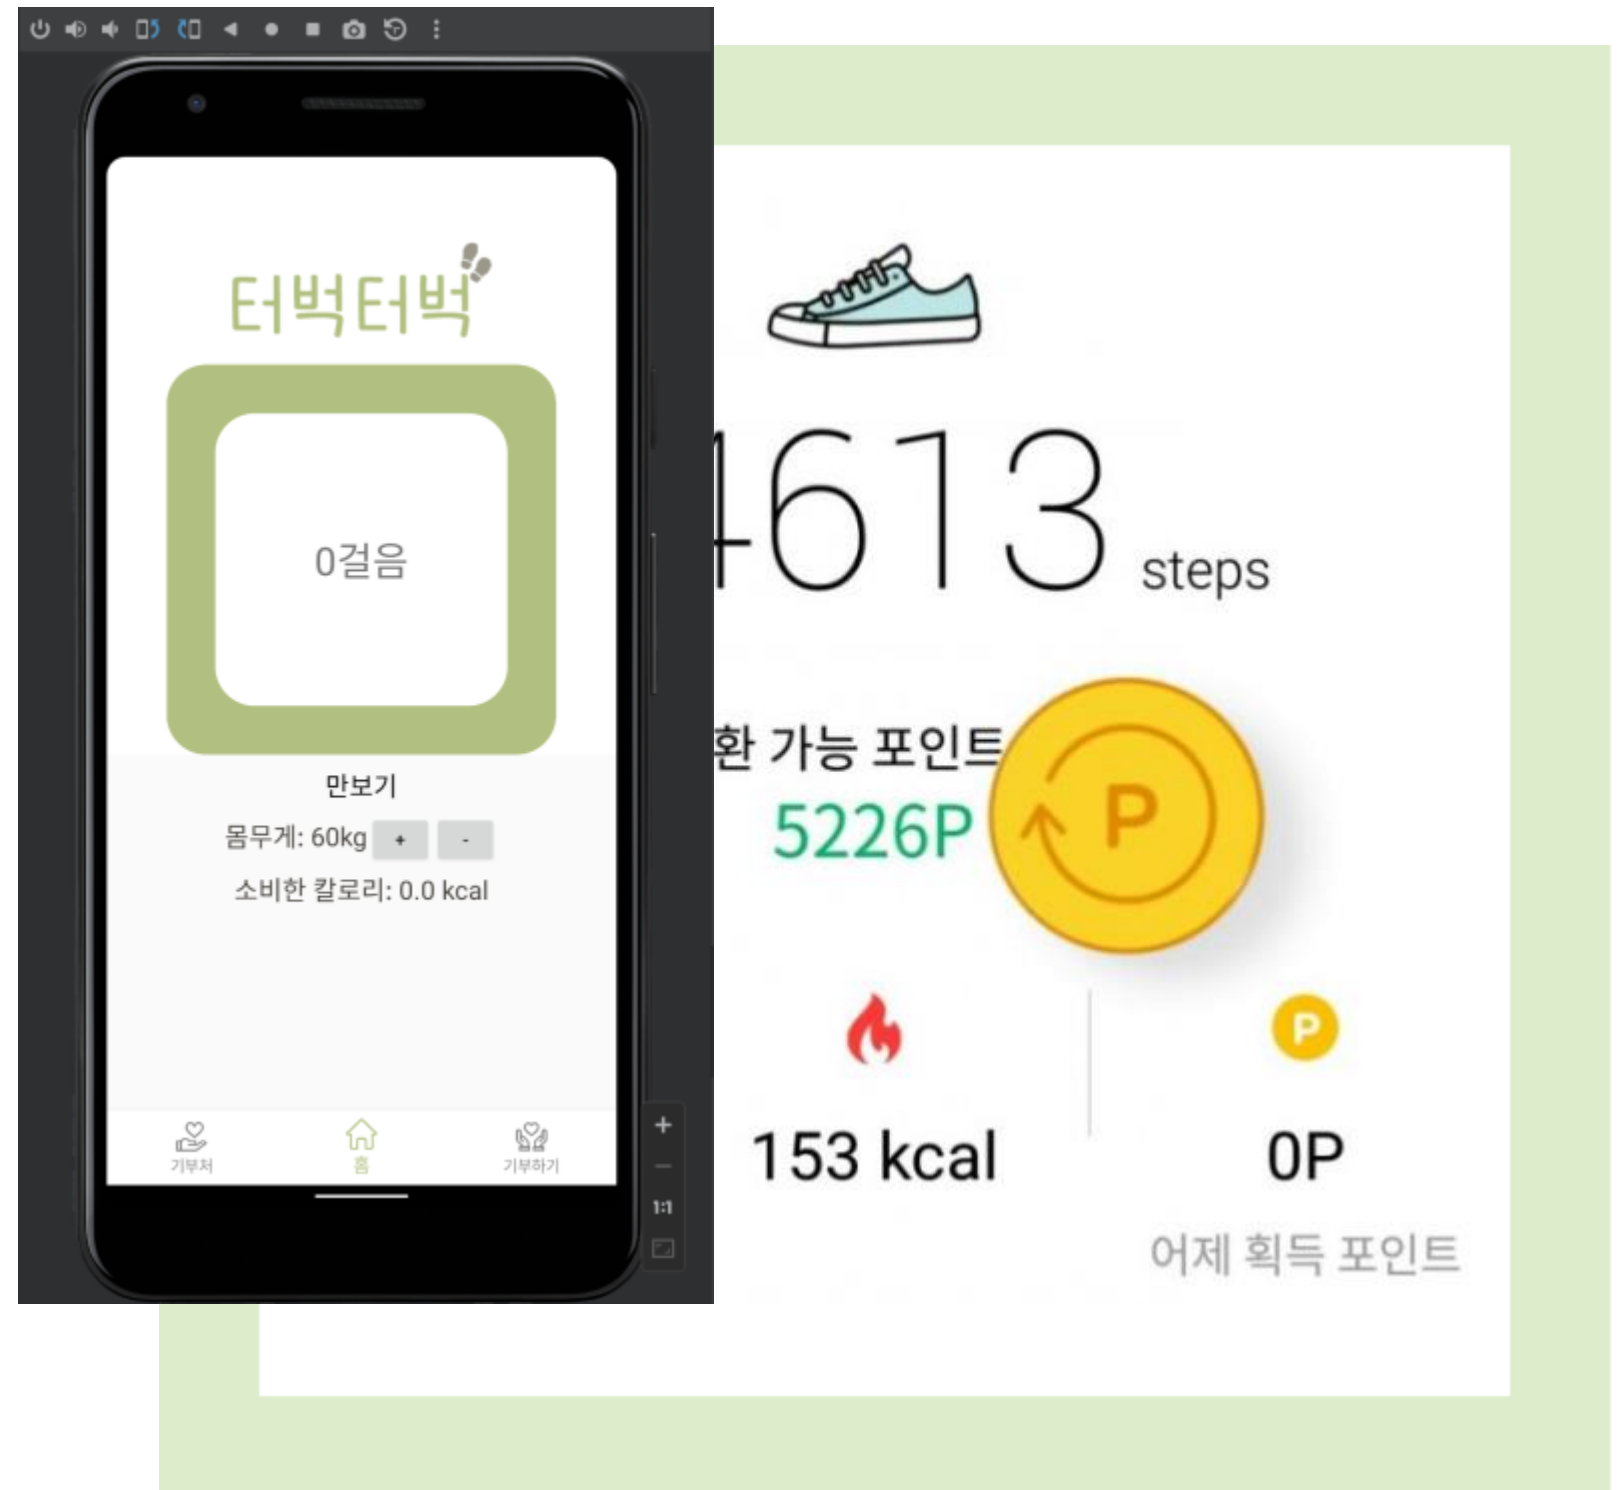 터벅터벅
0걸음
만보기
몸무게: 60kg + -
소비한 칼로리: 0.0 kcal
기부처 홈 기부하기
1:1
4613 steps
환 가능 포인트
5226P
P
P
153 kcal 0P
어제 획득 포인트